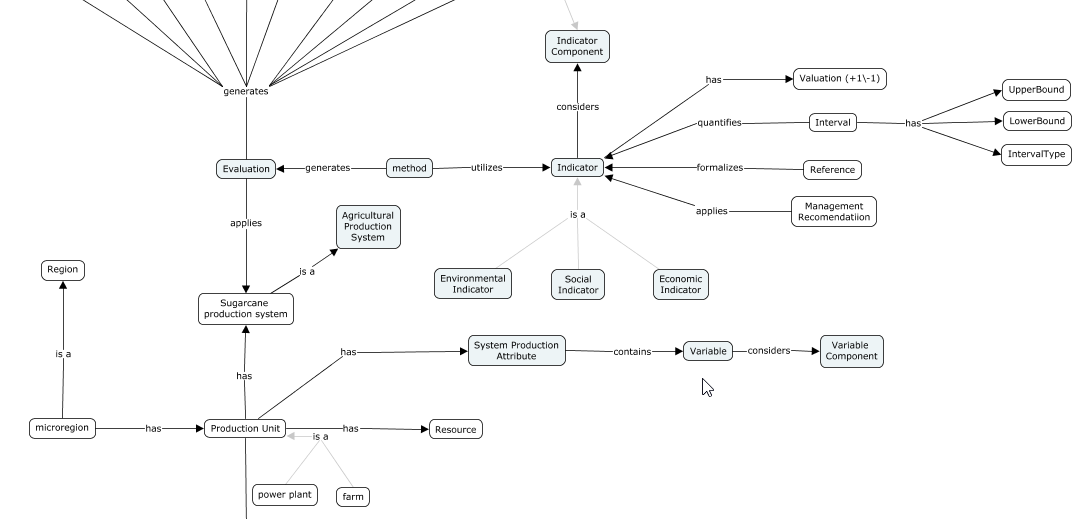 Indicator
Component
generates
considers
has
Valuation (+1\-1)
UpperBound
quantifies
Interval
has
LowerBound
IntervalType
Evaluation
generates
method
utilizes
Indicator
formalizes
Reference
applies
Management
Recomendatiion
applies
Agricultural
Production
System
is a
is a
Region
Environmental
Indicator
Social
Indicator
Economic
Indicator
Sugarcane
production system
is a
has
has
System Production
Attribute
contains
Variable
considers
Variable
Component
microregion
has
Production Unit
has
Resource
is a
power plant
farm